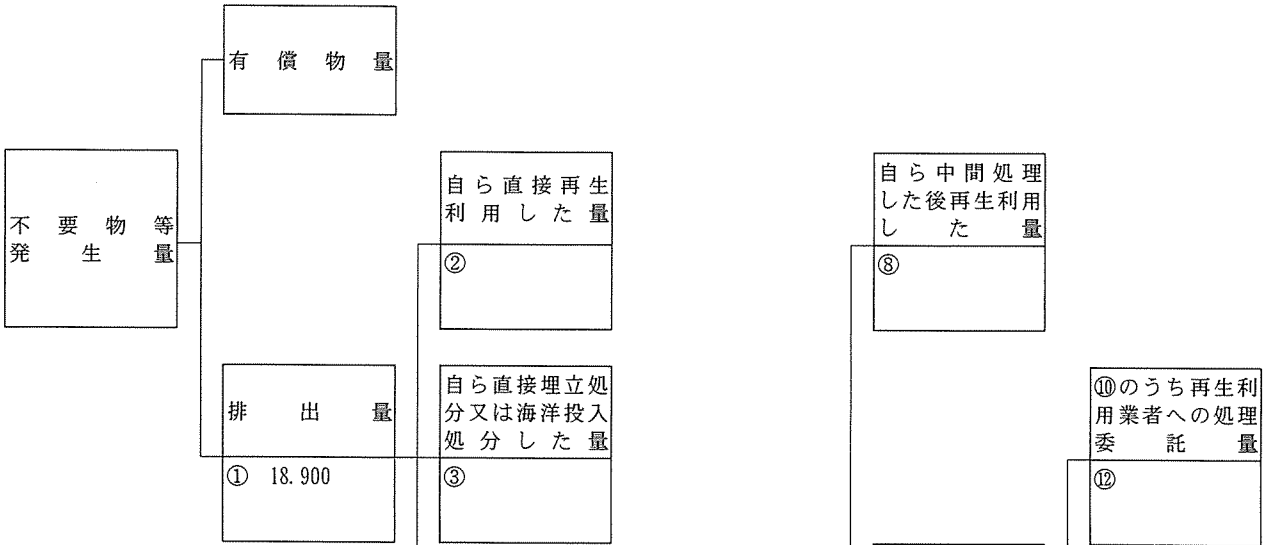 有償物量
不要物等
発生量
自ら直接再生
利用した量
②
自ら中間処理
した後再生利用
した量
⑧
排出量
① 18.900
自ら直接埋立処
分又は海洋投入
処分した量
③
⑩のうち再生利
用業者への処理
委託量
⑫